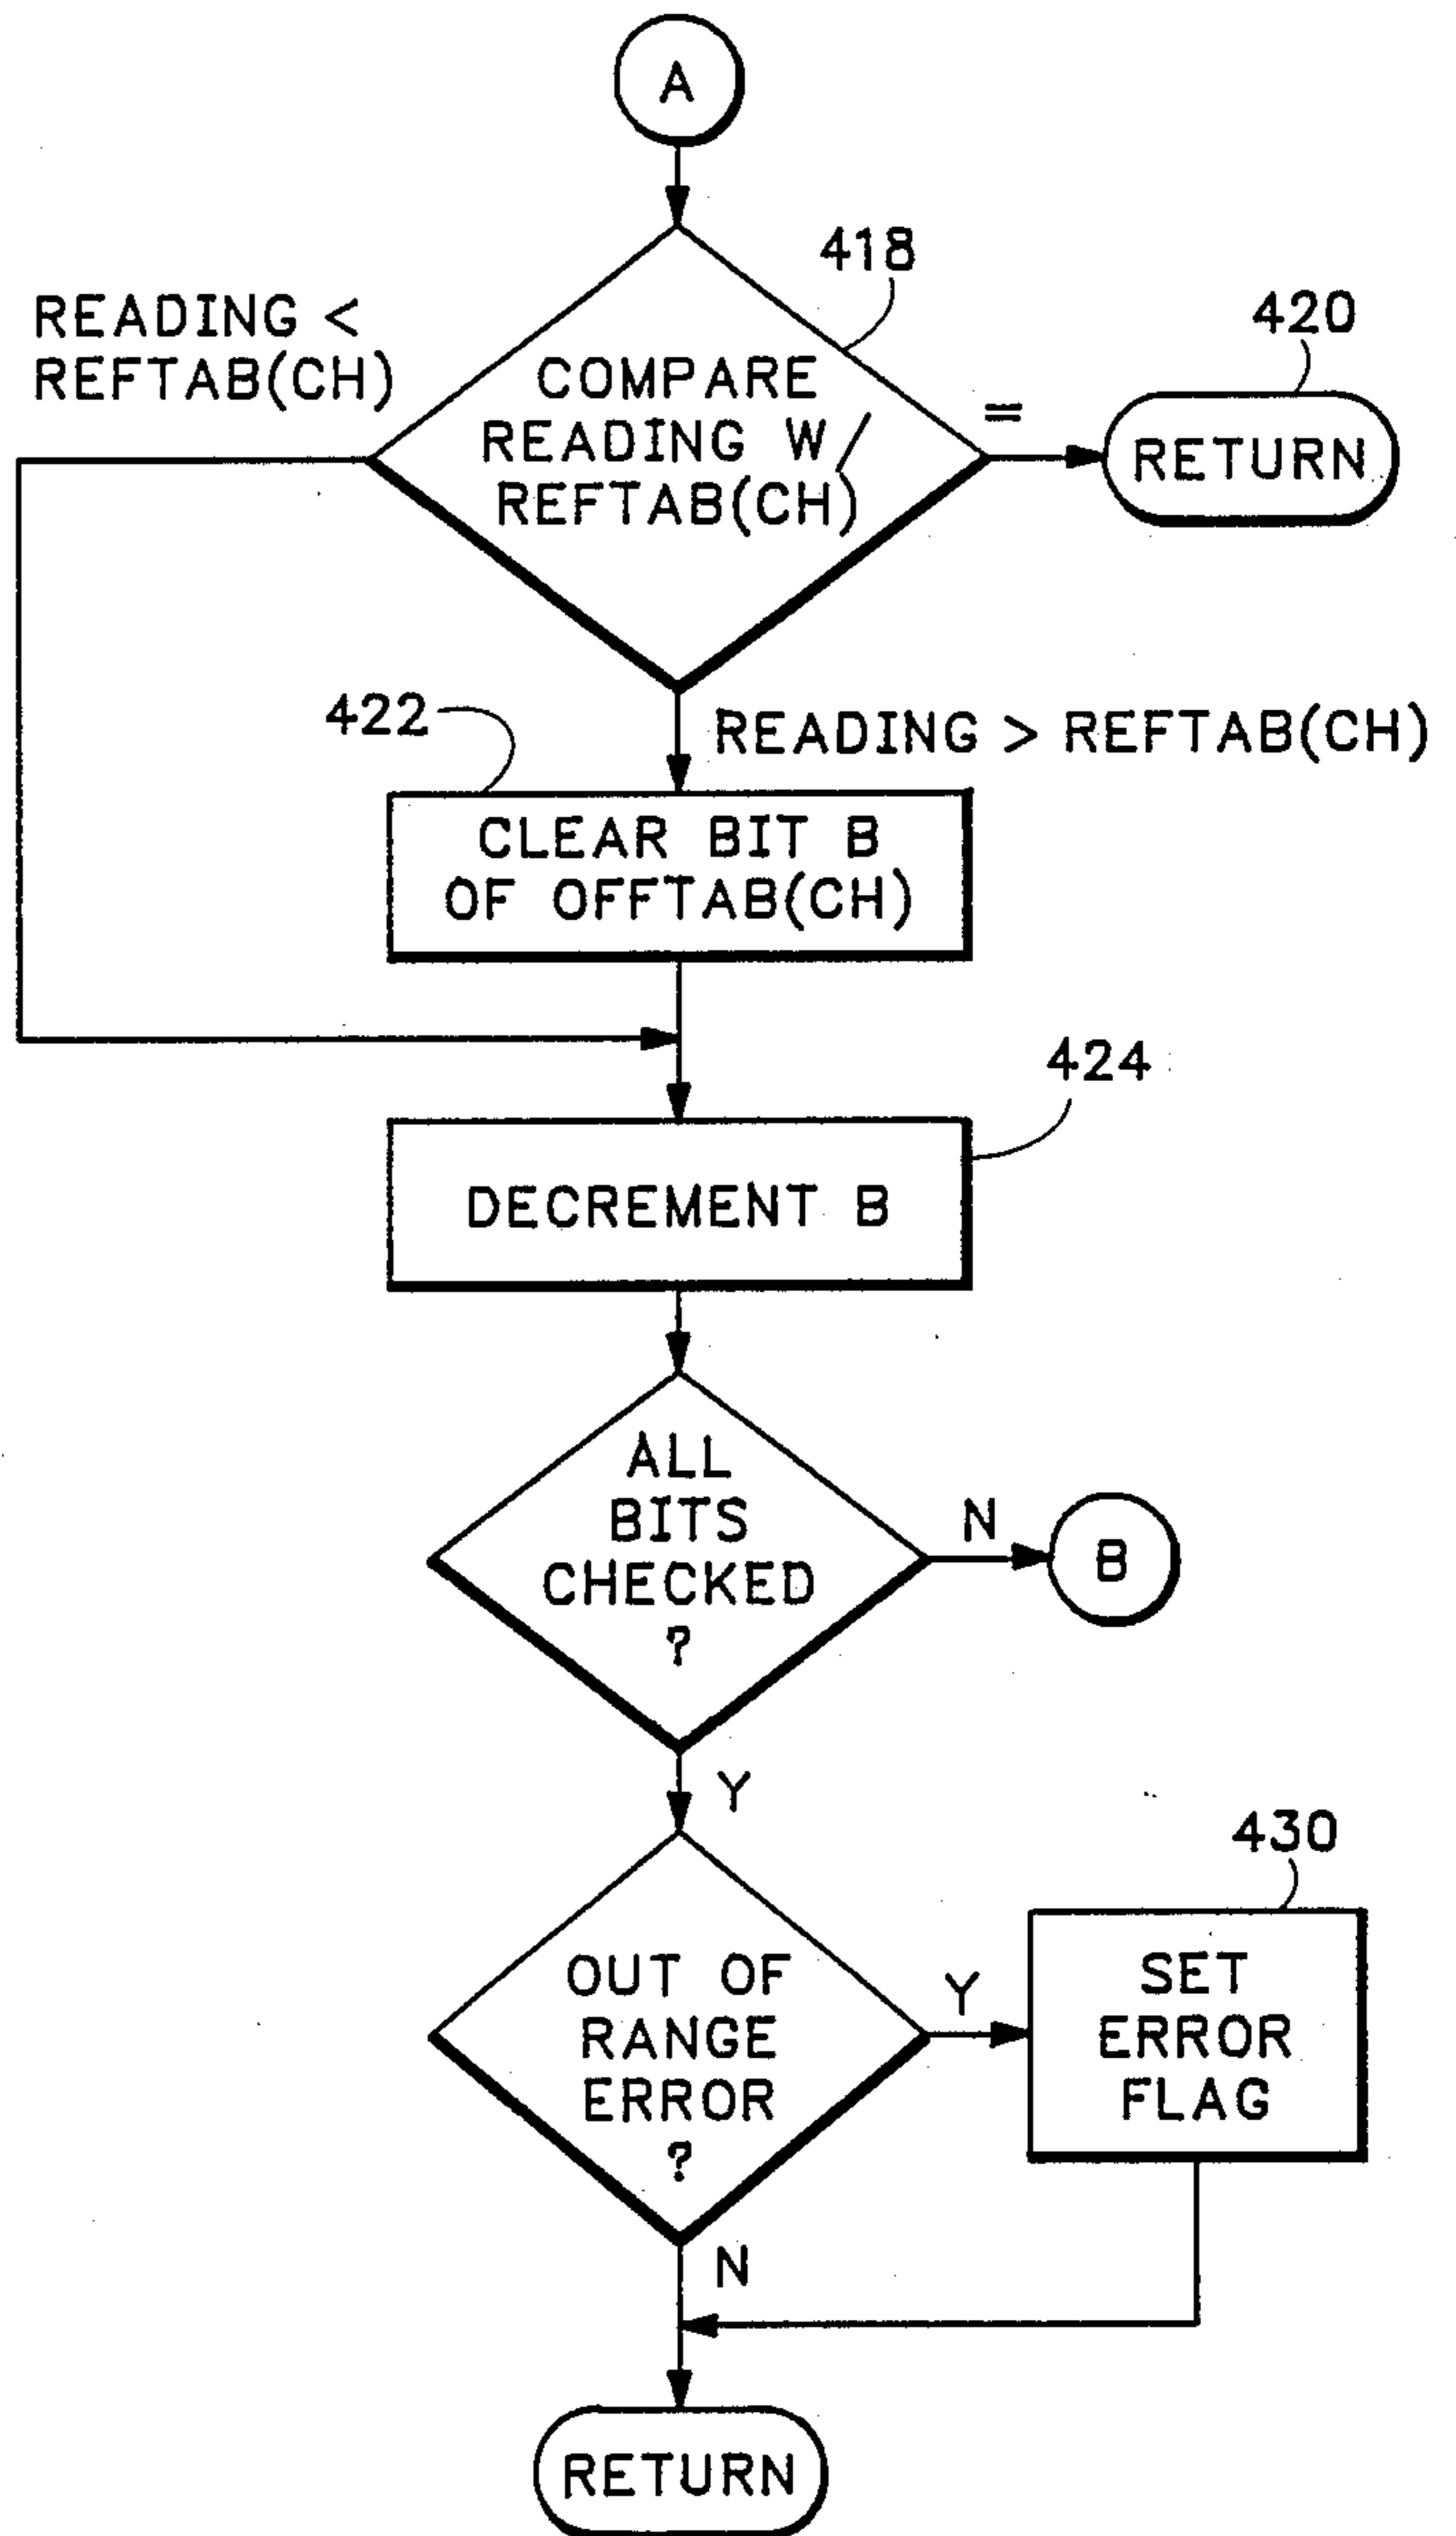 A
418
READING <
REFTAB(CH)
420
COMPARE
READING W/
REFTAB(CH)
=
RETURN
422
READING > REFTAB(CH)
CLEAR BIT B
OF OFFTAB(CH)
424
DECREMENT B
ALL
BITS
CHECKED
?
N
B
Y
430
OUT OF
RANGE
ERROR
?
Y
SET
ERROR
FLAG
N
RETURN